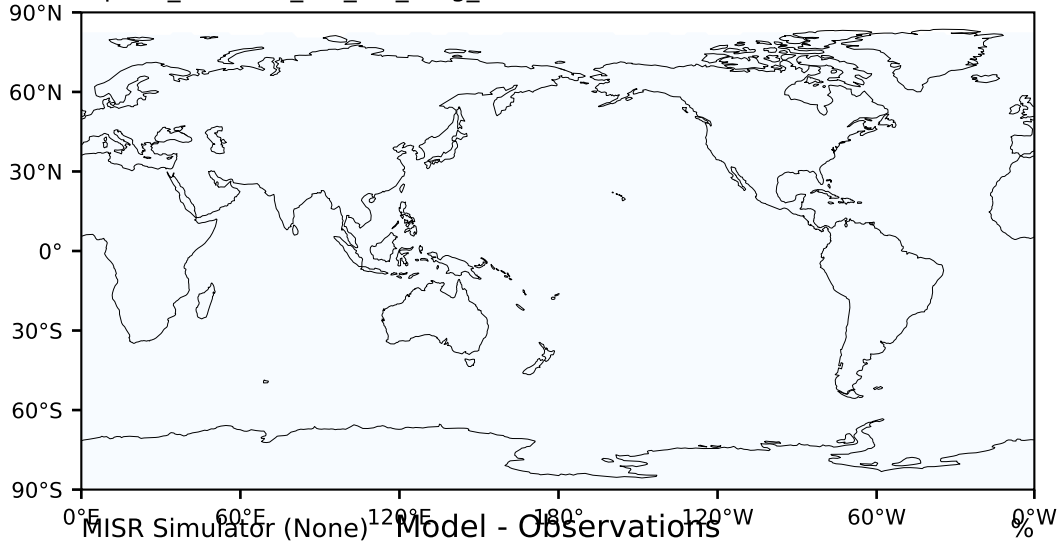 90°N
60°N
30°N
0°
30°S
60°S
90°S
0°E 60°E 120°E 180° 120°W 60°W 0°W
MISR Simulator (None) Model - Observations %